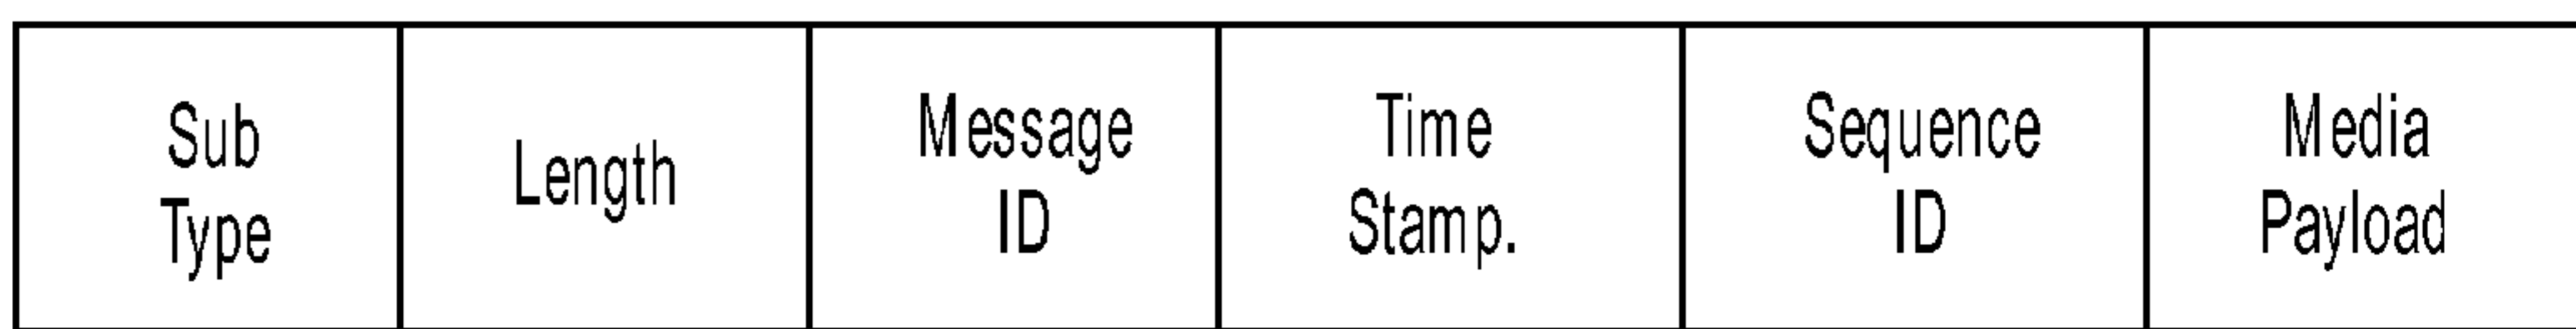 Sub
Type
Length
Message
ID
Time
Stamp.
Sequence
ID
Media
Payload